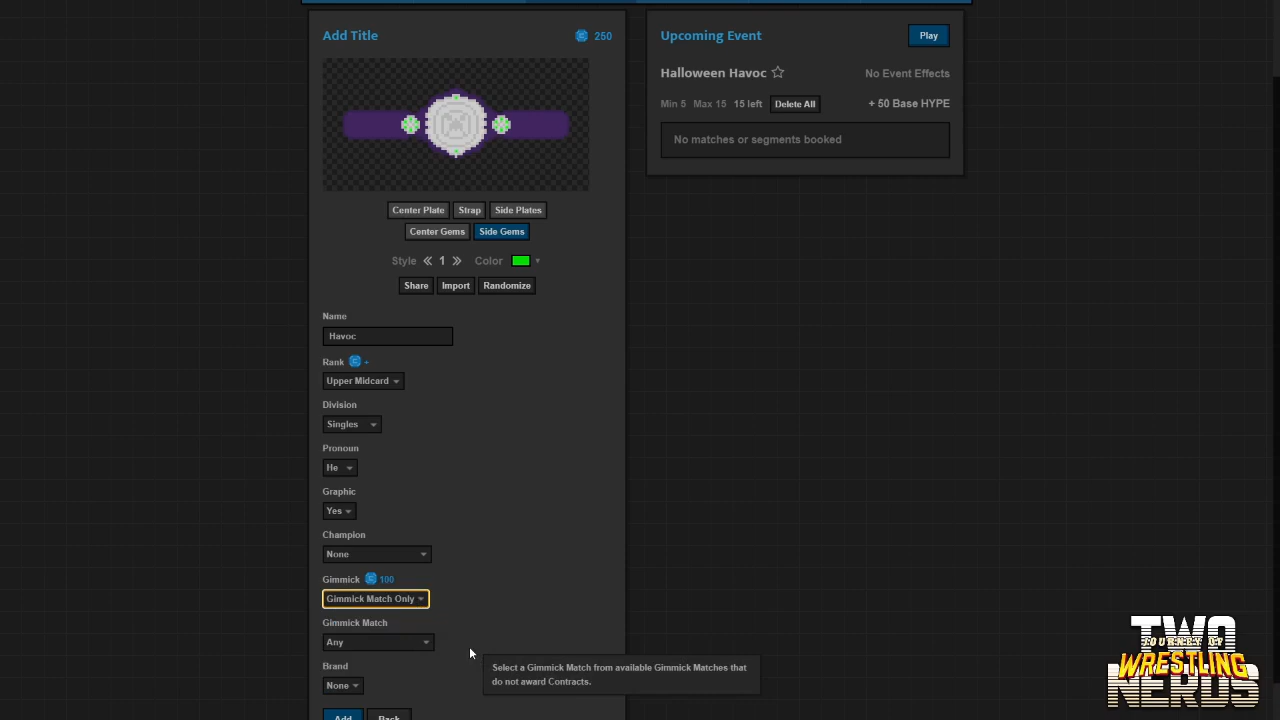 Add Title
250
Center Plate Strap Side Plates
Center Gems Side Gems
Style « 1 » Color
Share Import Randomize
Name
Havoc
Rank +
Upper Midcard
Division
Singles
Pronoun
He
Graphic
Yes
Champion
None
Gimmick 100
Gimmick Match Only
Gimmick Match
Any
Brand
None
Add Back
Upcoming Event
Play
Halloween Havoc ☆ No Event Effects
Min 5 Max 15 15 left Delete All + 50 Base HYPE
No matches or segments booked
Select a Gimmick Match from available Gimmick Matches that
do not award Contracts.
TWO
JOURNEY OF
WRESTLING
NERDS